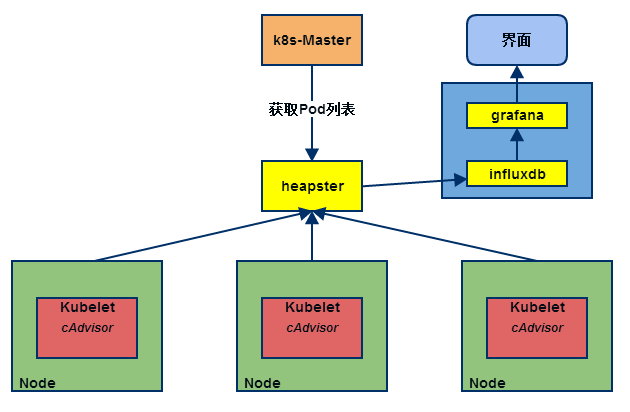 k8s-Master
界面
获取Pod列表
grafana
influxdb
heapster
Kubelet
cAdvisor
Node
Kubelet
cAdvisor
Node
Kubelet
cAdvisor
Node